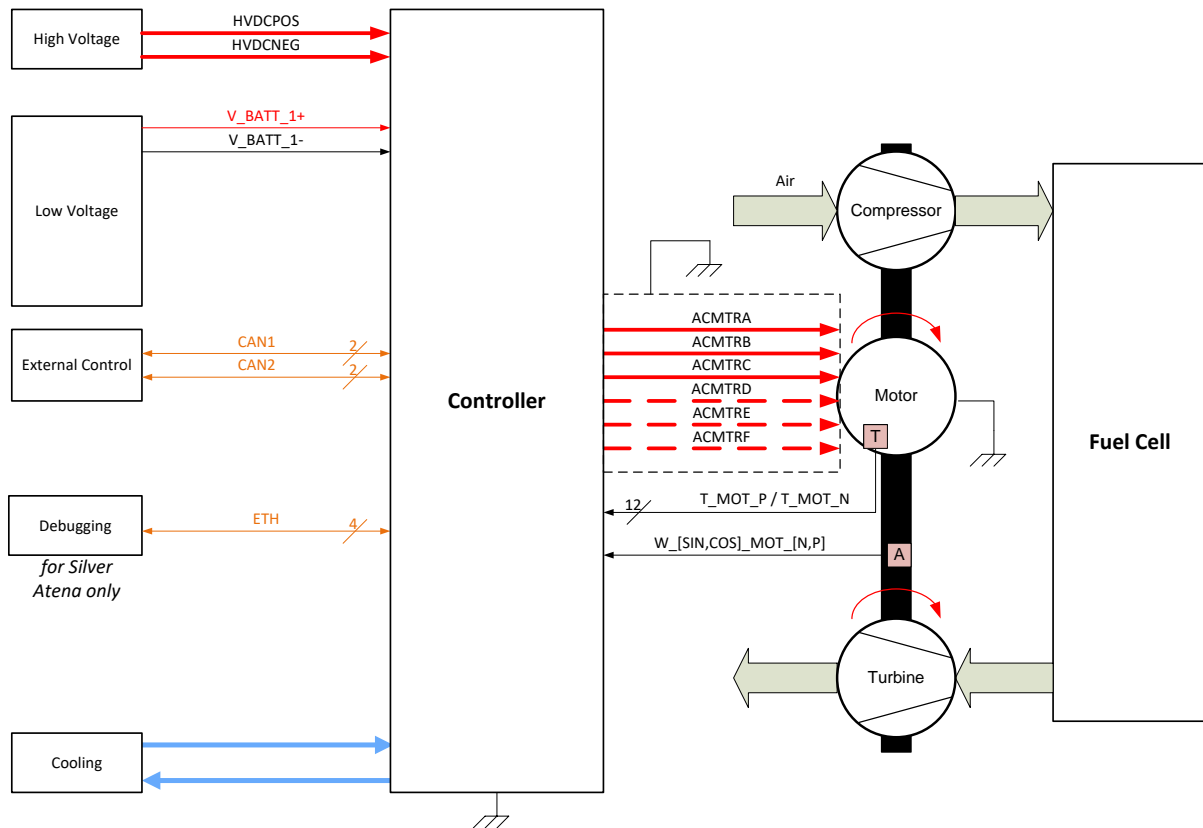 High Voltage
HVDCPOS
HVDCNEG
Low Voltage
V_BATT_1+
V_BATT_1-
External Control
CAN1
2
CAN2
2
Debugging
ETH
4
for Silver
Atena only
Cooling
Controller
ACMTRA
ACMTRB
ACMTRC
ACMTRD
ACMTRE
ACMTRF
12
T_MOT_P / T_MOT_N
W_[SIN,COS]_MOT_[N,P]
Air
Compressor
Motor
T
A
Turbine
Fuel Cell